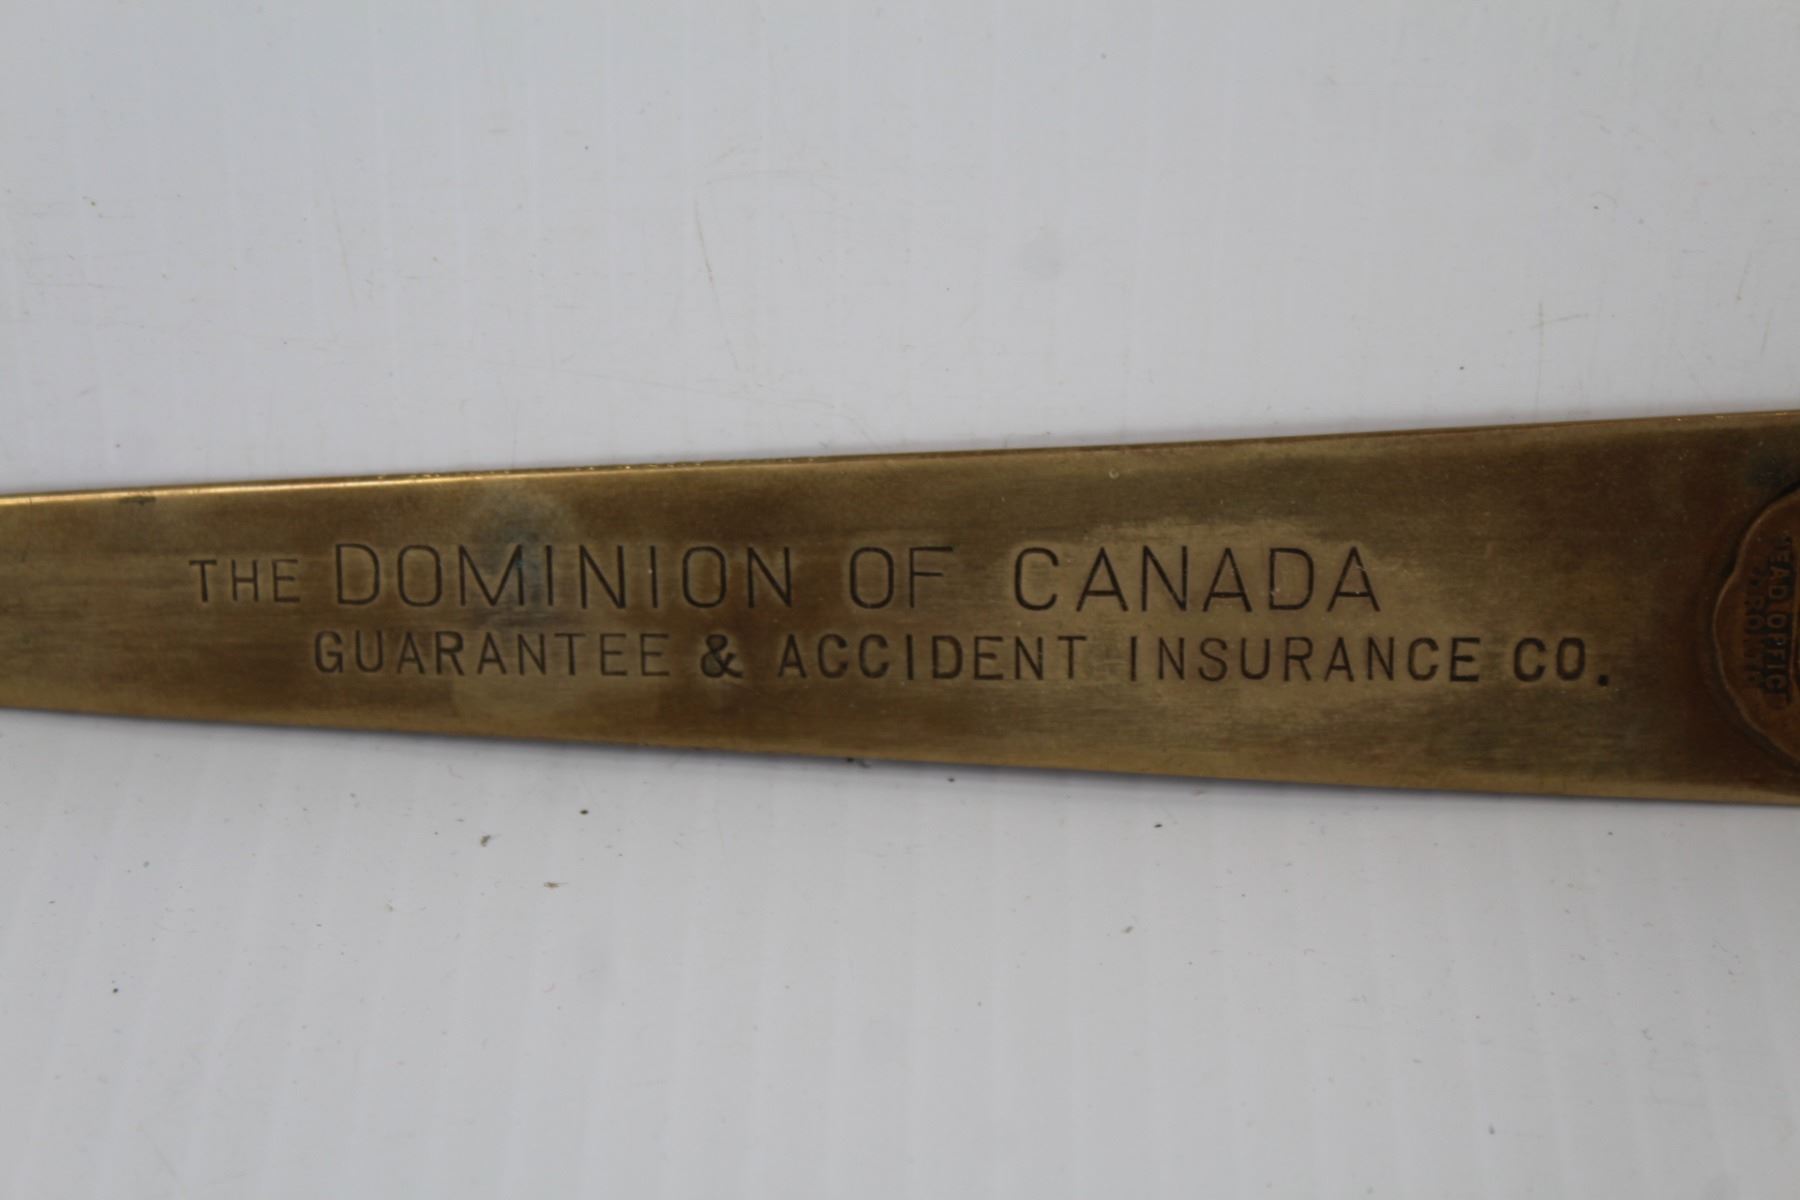 THE DOMINION OF CANADA
GUARANTEE & ACCIDENT INSURANCE CO.